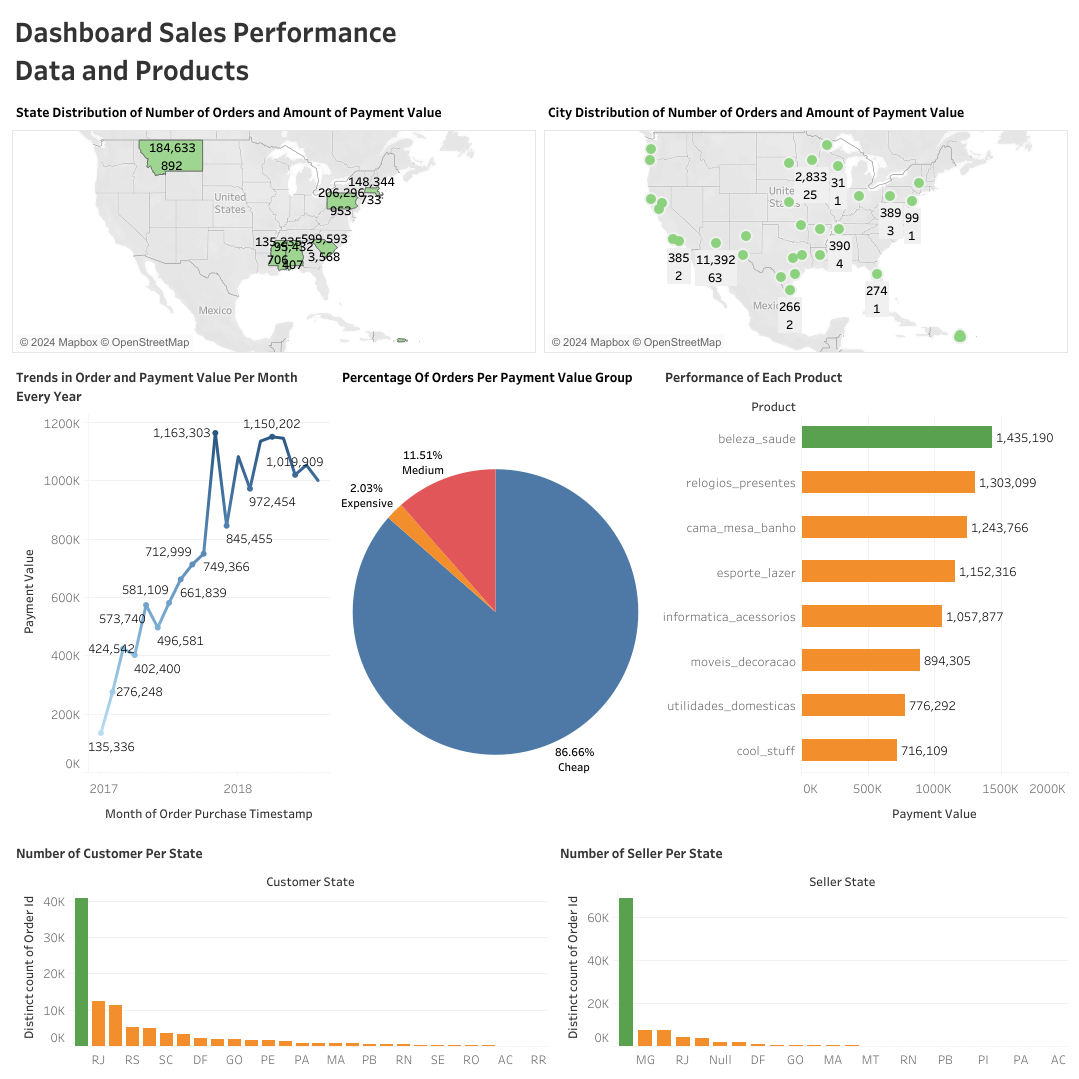 Dashboard Sales Performance
Data and Products
State Distribution of Number of Orders and Amount of Payment Value
184,633
892
United
States
148,344
206,296
733
953
135,235
599,593
95,432
706
3,568
407
Mexico
© 2024 Mapbox © OpenStreetMap
City Distribution of Number of Orders and Amount of Payment Value
2,833
25
31
1
389
3
99
1
390
4
385
2
11,392
63
274
1
266
2
© 2024 Mapbox © OpenStreetMap
Trends in Order and Payment Value Per Month
Every Year
Payment Value
1200K
1000K
800K
600K
400K
200K
0K
1,163,303
1,150,202
1,019,909
972,454
845,455
712,999
749,366
581,109
661,839
573,740
496,581
424,542
402,400
276,248
135,336
2017
2018
Month of Order Purchase Timestamp
Percentage Of Orders Per Payment Value Group
11.51%
Medium
2.03%
Expensive
86.66%
Cheap
Performance of Each Product
Product
beleza_saude 1,435,190
relogios_presentes 1,303,099
cama_mesa_banho 1,243,766
esporte_lazer 1,152,316
informatica_acessorios 1,057,877
moveis_decoracao 894,305
utilidades_domesticas 776,292
cool_stuff 716,109
0K 500K 1000K 1500K 2000K
Payment Value
Number of Customer Per State
Customer State
Distinct count of Order Id
40K
30K
20K
10K
0K
RJ RS SC DF GO PE PA MA PB RN SE RO AC RR
Number of Seller Per State
Seller State
Distinct count of Order Id
60K
40K
20K
0K
MG RJ Null DF GO MA MT RN PB PI PA AC